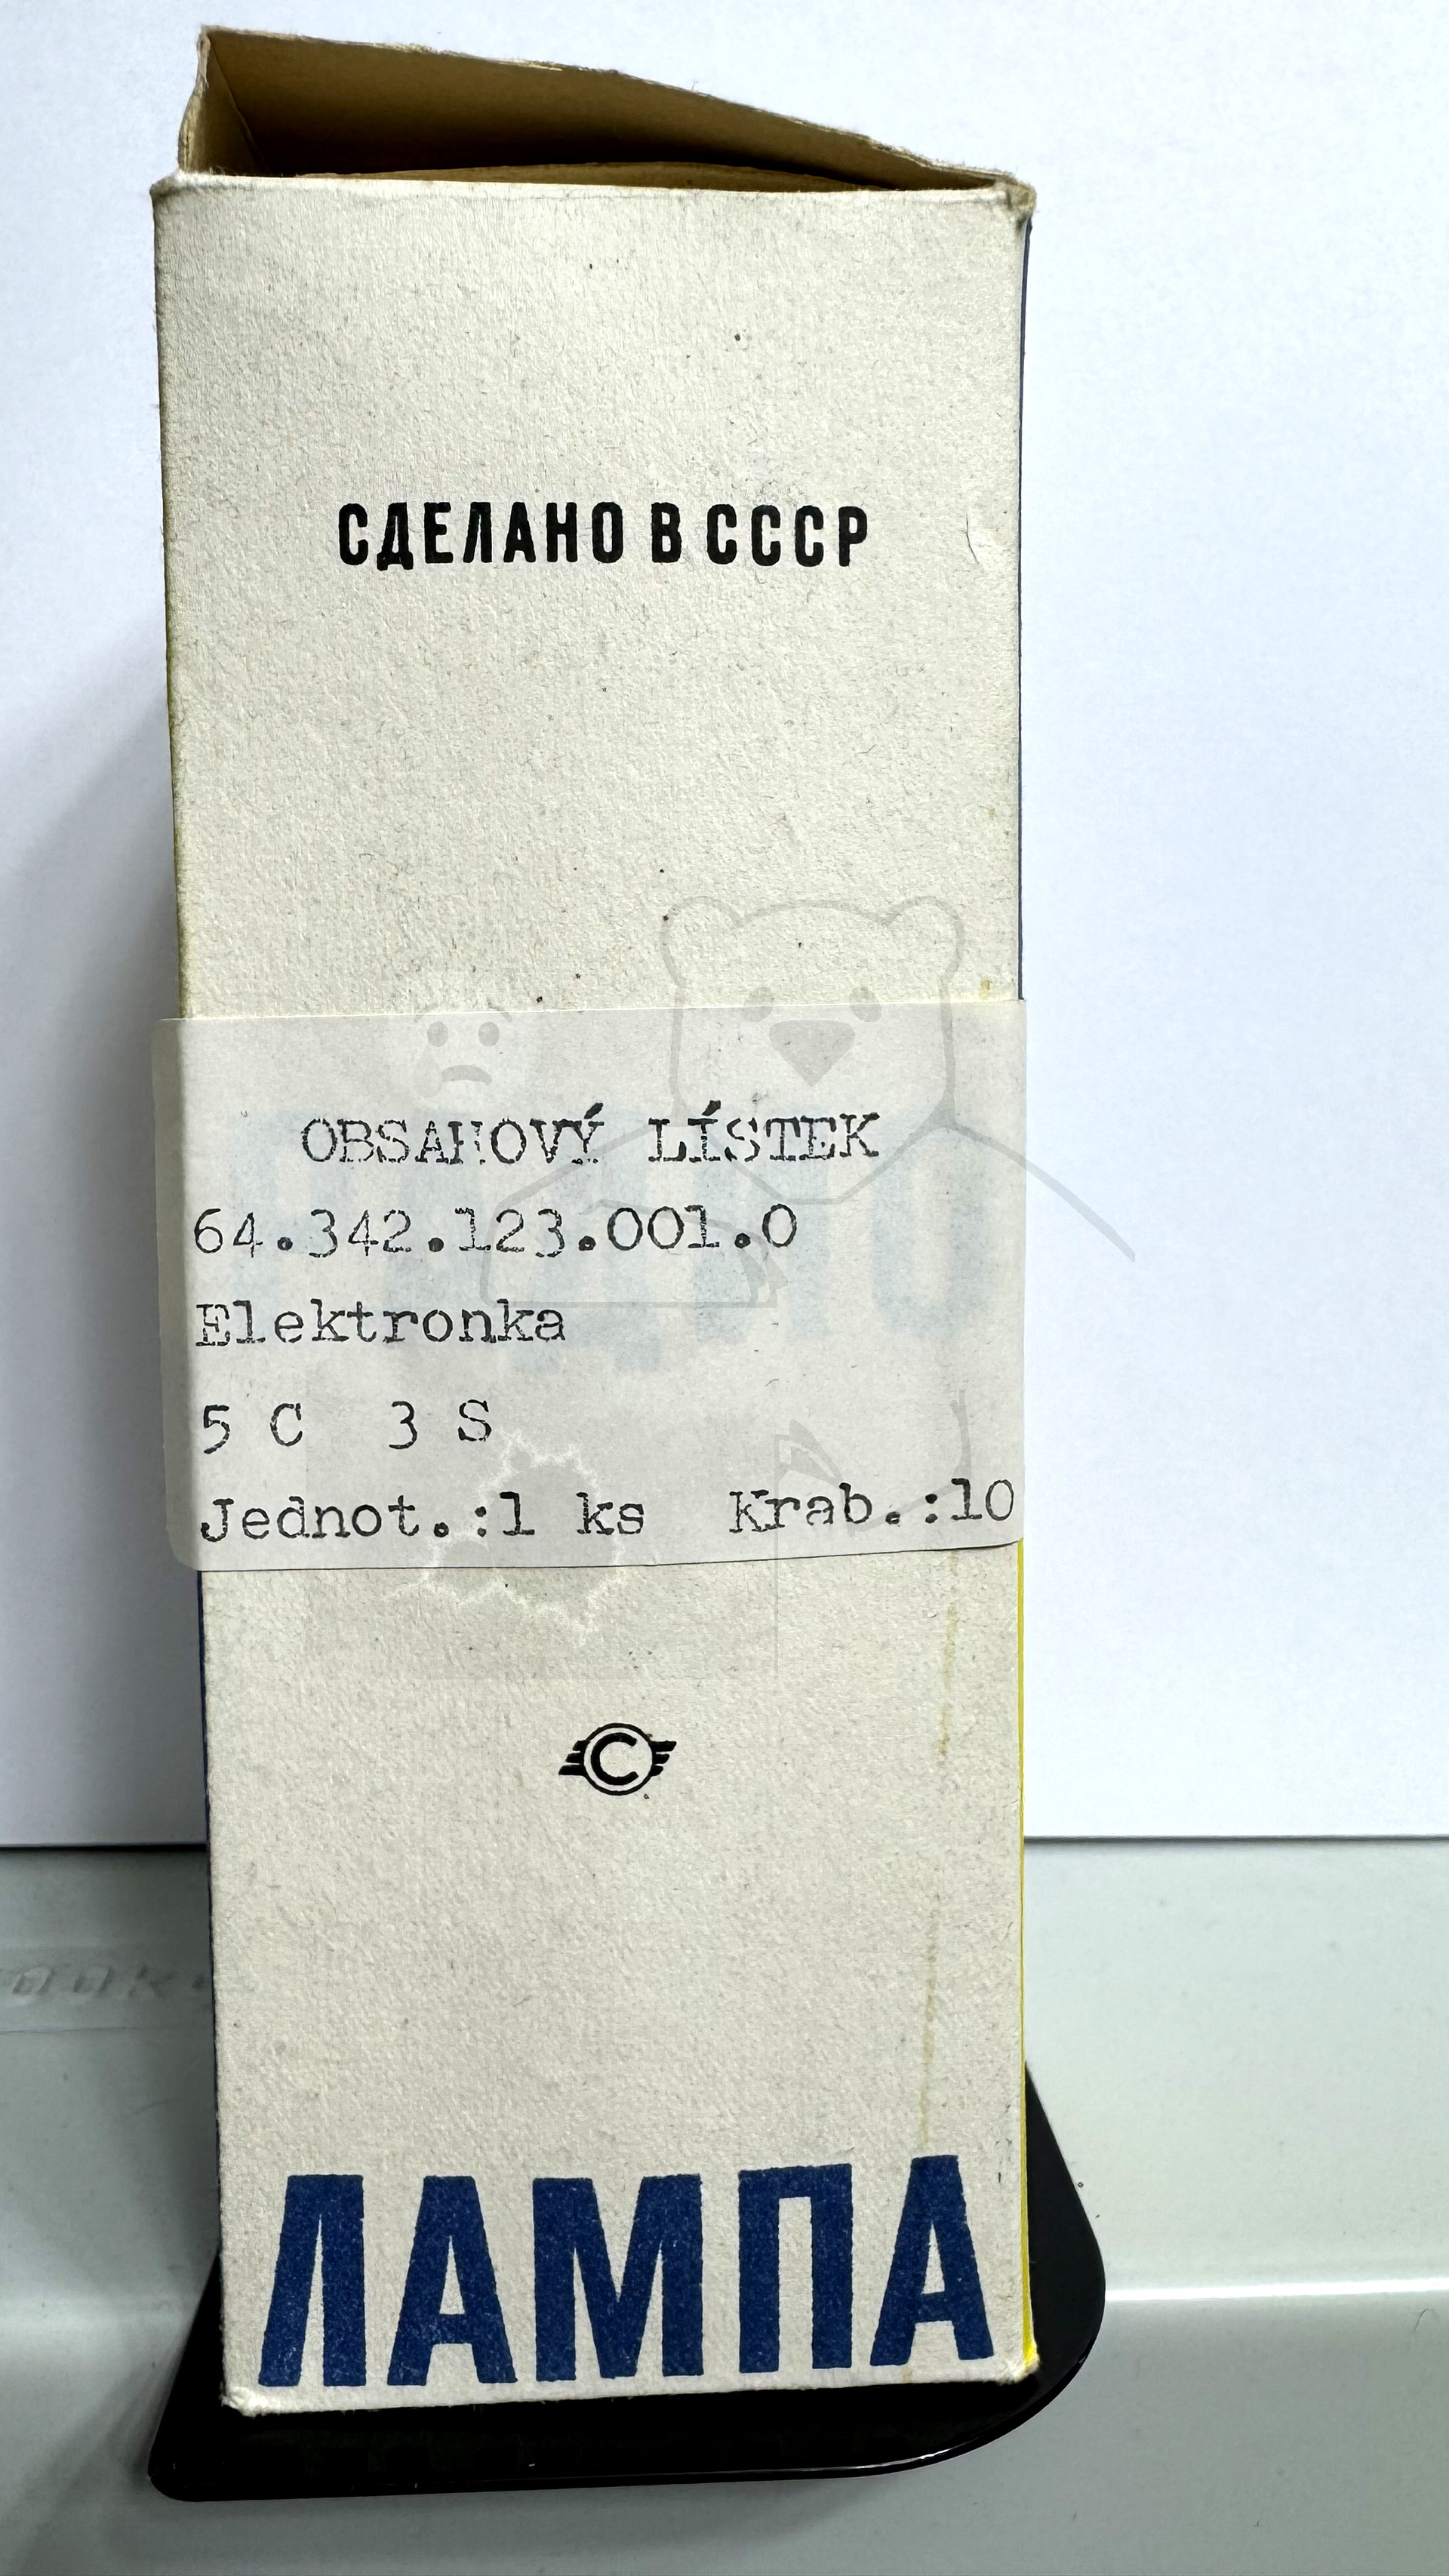 СДЕЛАНО В СССР
OBSAHOVÝ LÍSTEK
64.342.123.001.0
Elektronka
5 C 3 S
Jednot.:1 ks Krab.:10
С
ЛАМПА